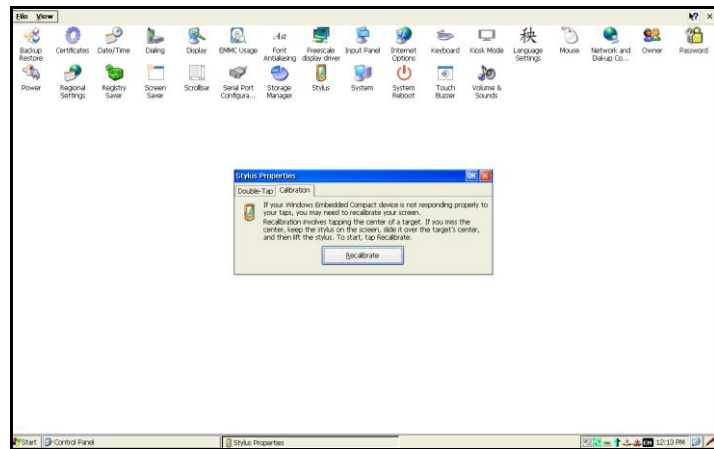 File View
Backup Restore
Certificates
Date/Time
Dialing
Display
EMMC Usage
Font Antialiasing
Freescale display driver
Input Panel
Internet Options
Keyboard
Kiosk Mode
Language Settings
Mouse
Network and Dial-up Co...
Owner
Password
Power
Regional Settings
Registry Saver
Screen Saver
Scrollbar
Serial Port Configura...
Storage Manager
Stylus
System
System Reboot
Touch Buzzer
Volume & Sounds
Stylus Properties
OK
Double-Tap Calibration
If your Windows Embedded Compact device is not responding properly to
your taps, you may need to recalibrate your screen.
Recalibration involves tapping the center of a target. If you miss the
center, keep the stylus on the screen, slide it over the target's center,
and then lift the stylus. To start, tap Recalibrate.
Recalibrate
Start Control Panel Stylus Properties EN 12:13 PM